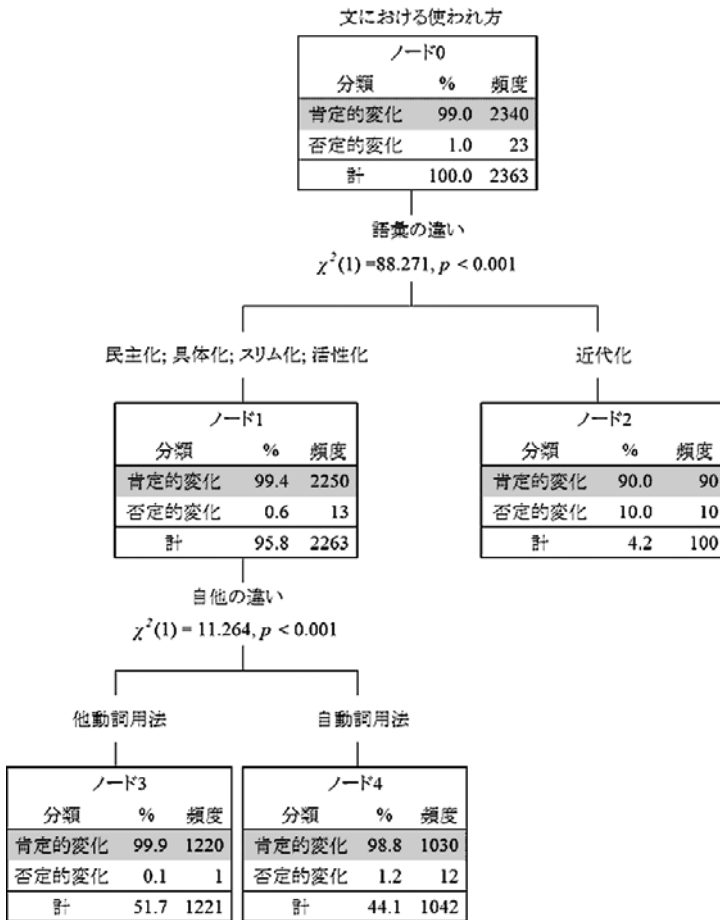 文における使われ方
ノード0
分類 % 頻度
肯定的変化 99.0 2340
否定的変化 1.0 23
計 100.0 2363
語彙の違い
χ²(1) =88.271, p < 0.001
民主化; 具体化; スリム化; 活性化
近代化
ノード1
分類 % 頻度
肯定的変化 99.4 2250
否定的変化 0.6 13
計 95.8 2263
ノード2
分類 % 頻度
肯定的変化 90.0 90
否定的変化 10.0 10
計 4.2 100
自他の違い
χ²(1) = 11.264, p < 0.001
他動詞用法
自動詞用法
ノード3
分類 % 頻度
肯定的変化 99.9 1220
否定的変化 0.1 1
計 51.7 1221
ノード4
分類 % 頻度
肯定的変化 98.8 1030
否定的変化 1.2 12
計 44.1 1042